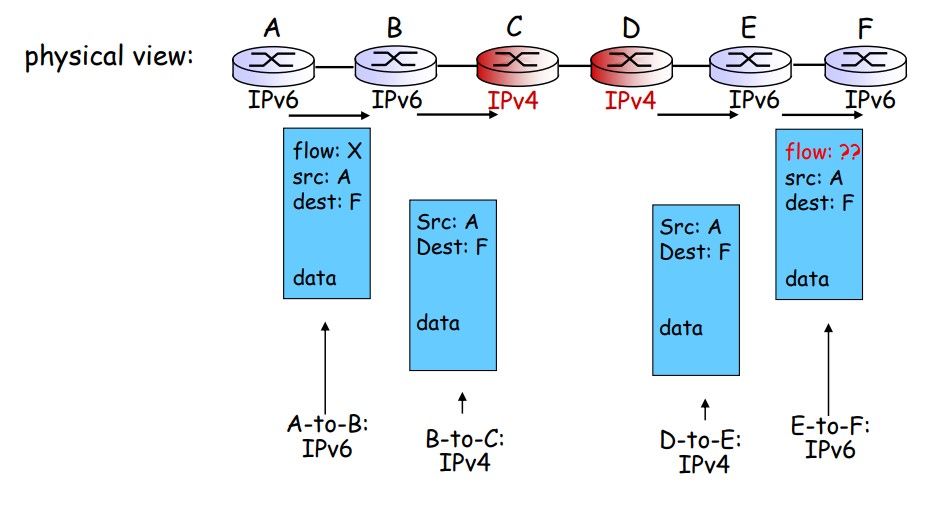 A B C D E F
physical view:
IPv6 IPv6 IPv4 IPv4 IPv6 IPv6
flow: X
src: A
dest: F
data
Src: A
Dest: F
data
Src: A
Dest: F
data
flow: ??
src: A
dest: F
data
A-to-B:
IPv6
B-to-C:
IPv4
D-to-E:
IPv4
E-to-F:
IPv6